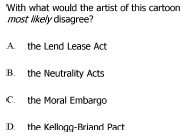 With what would the artist of this cartoon
most likely disagree?
A. the Lend Lease Act
B. the Neutrality Acts
C. the Moral Embargo
D. the Kellogg-Briand Pact